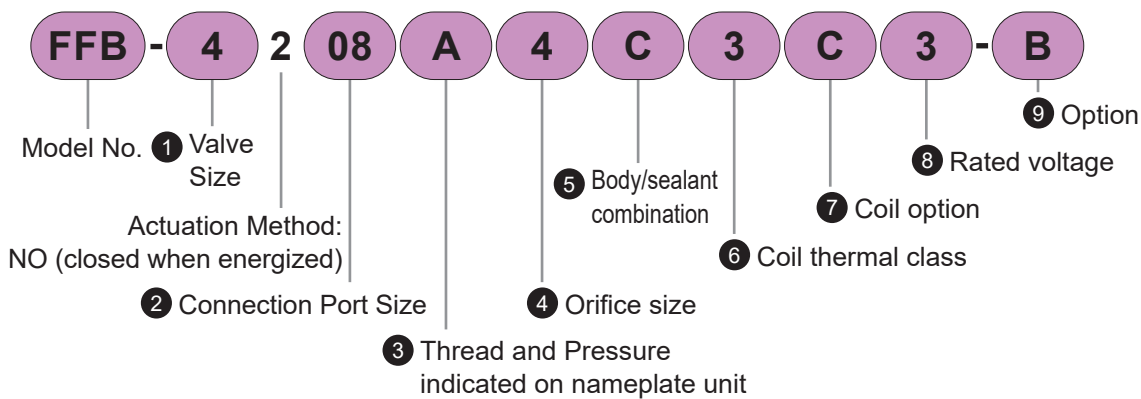 FFB - 4 2 08 A 4 C 3 C 3 - B
Model No.
1 Valve
Size
Actuation Method:
NO (closed when energized)
2 Connection Port Size
3 Thread and Pressure
indicated on nameplate unit
4 Orifice size
5 Body/sealant
combination
6 Coil thermal class
7 Coil option
8 Rated voltage
9 Option